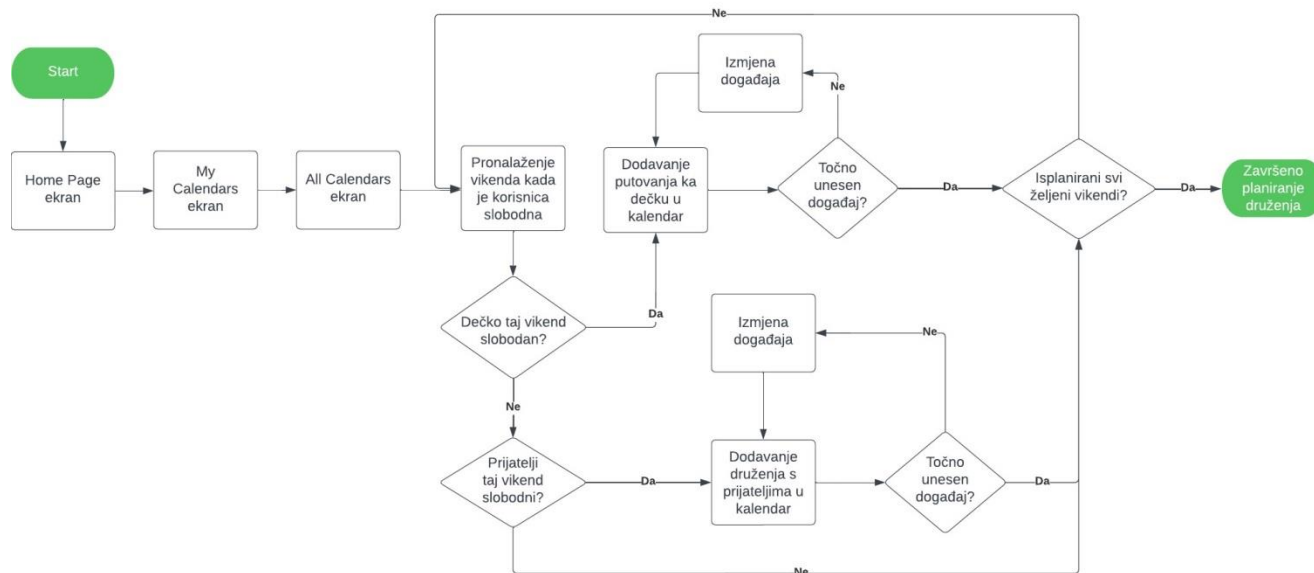 Ne
Start
Izmjena
događaja
Ne
Home Page
ekran
My
Calendars
ekran
All Calendars
ekran
Pronalaženje
vikenda kada
je korisnica
slobodna
Dodavanje
putovanja ka
dečku u
kalendar
Točno
unesen
događaj?
Da
Isplanirani svi
željeni vikendi?
Da
Završeno
planiranje
druženja
Dečko taj vikend
slobodan?
Da
Izmjena
događaja
Ne
Ne
Prijatelji
taj vikend
slobodni?
Da
Dodavanje
druženja s
prijateljima u
kalendar
Točno
unesen
događaj?
Da
Ne